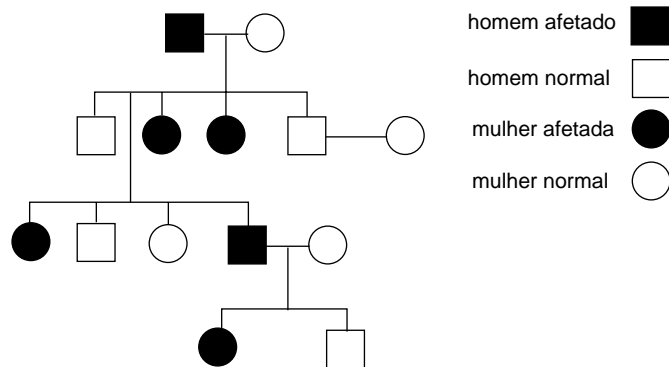 homem afetado
homem normal
mulher afetada
mulher normal